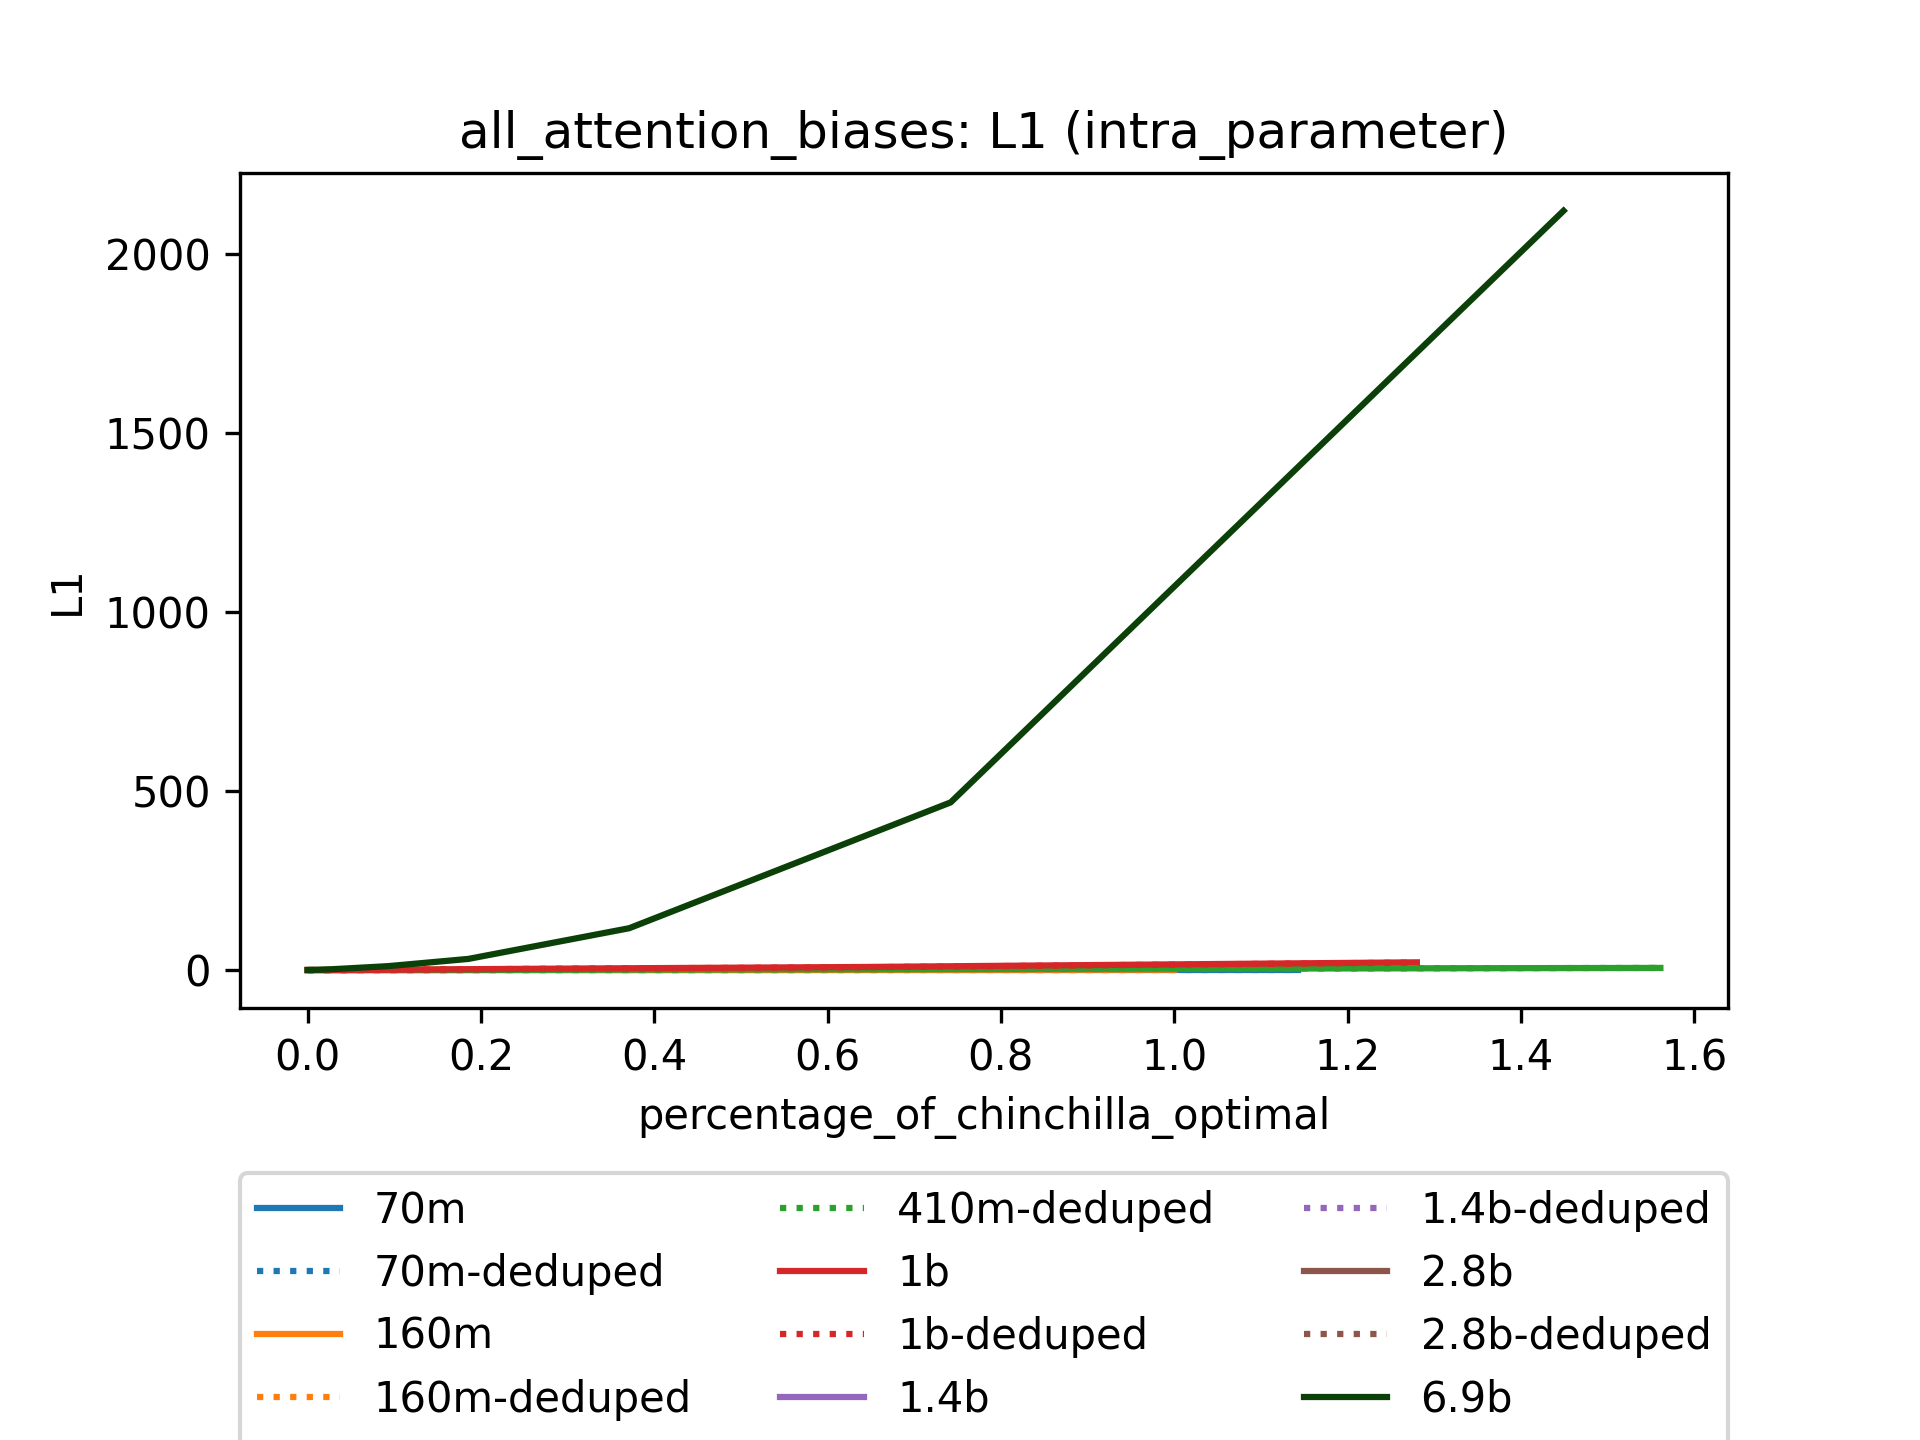 all_attention_biases: L1 (intra_parameter)
2000
1500
1000
500
0
L1
0.0 0.2 0.4 0.6 0.8 1.0 1.2 1.4 1.6
percentage_of_chinchilla_optimal
70m 410m-deduped 1.4b-deduped
70m-deduped 1b 2.8b
160m 1b-deduped 2.8b-deduped
160m-deduped 1.4b 6.9b